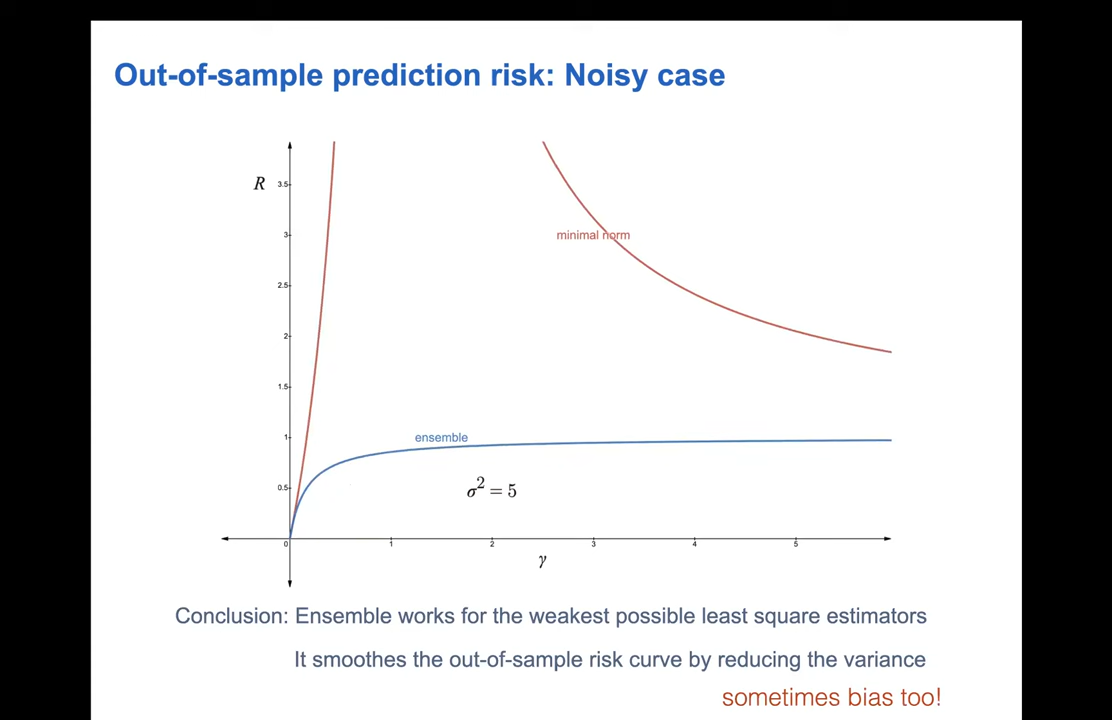 Out-of-sample prediction risk: Noisy case
R
3.5
3
minimal norm
2.5
2
1.5
1
ensemble
0.5
σ² = 5
0
1
2
3
4
5
γ
Conclusion: Ensemble works for the weakest possible least square estimators
It smoothes the out-of-sample risk curve by reducing the variance
sometimes bias too!